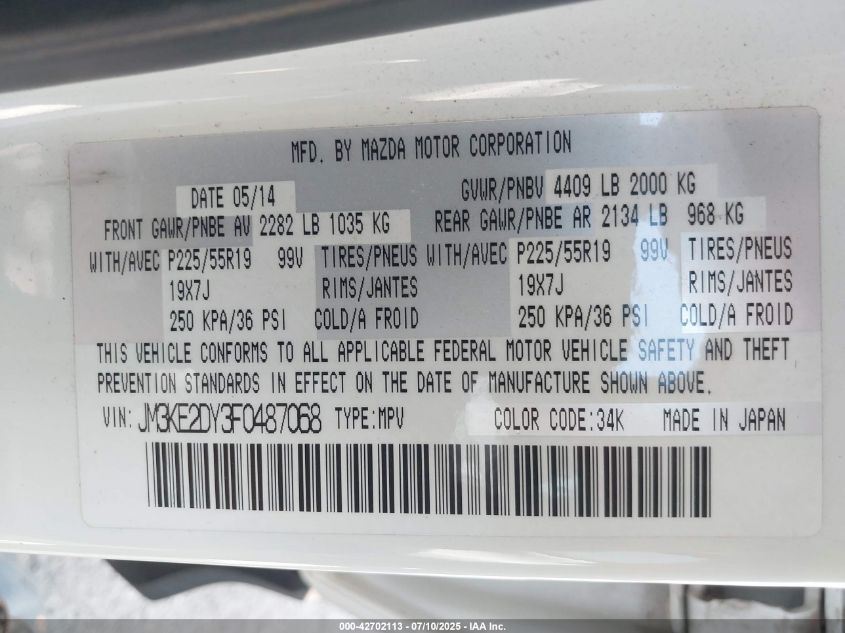 MFD. BY MAZDA MOTOR CORPORATION
DATE 05/14 GVWR/PNBV 4409 LB 2000 KG
FRONT GAWR/PNBE AV 2282 LB 1035 KG REAR GAWR/PNBE AR 2134 LB 968 KG
WITH/AVEC P225/55R19 99V TIRES/PNEUS WITH/AVEC P225/55R19 99V TIRES/PNEUS
19X7J RIMS/JANTES 19X7J RIMS/JANTES
250 KPA/36 PSI COLD/A FROID 250 KPA/36 PSI COLD/A FROID
THIS VEHICLE CONFORMS TO ALL APPLICABLE FEDERAL MOTOR VEHICLE SAFETY AND THEFT
PREVENTION STANDARDS IN EFFECT ON THE DATE OF MANUFACTURE SHOWN ABOVE.
VIN: JM3KE2DY3F0487068 TYPE:MPV COLOR CODE:34K MADE IN JAPAN
000-42702113 - 07/10/2025 - IAA Inc.